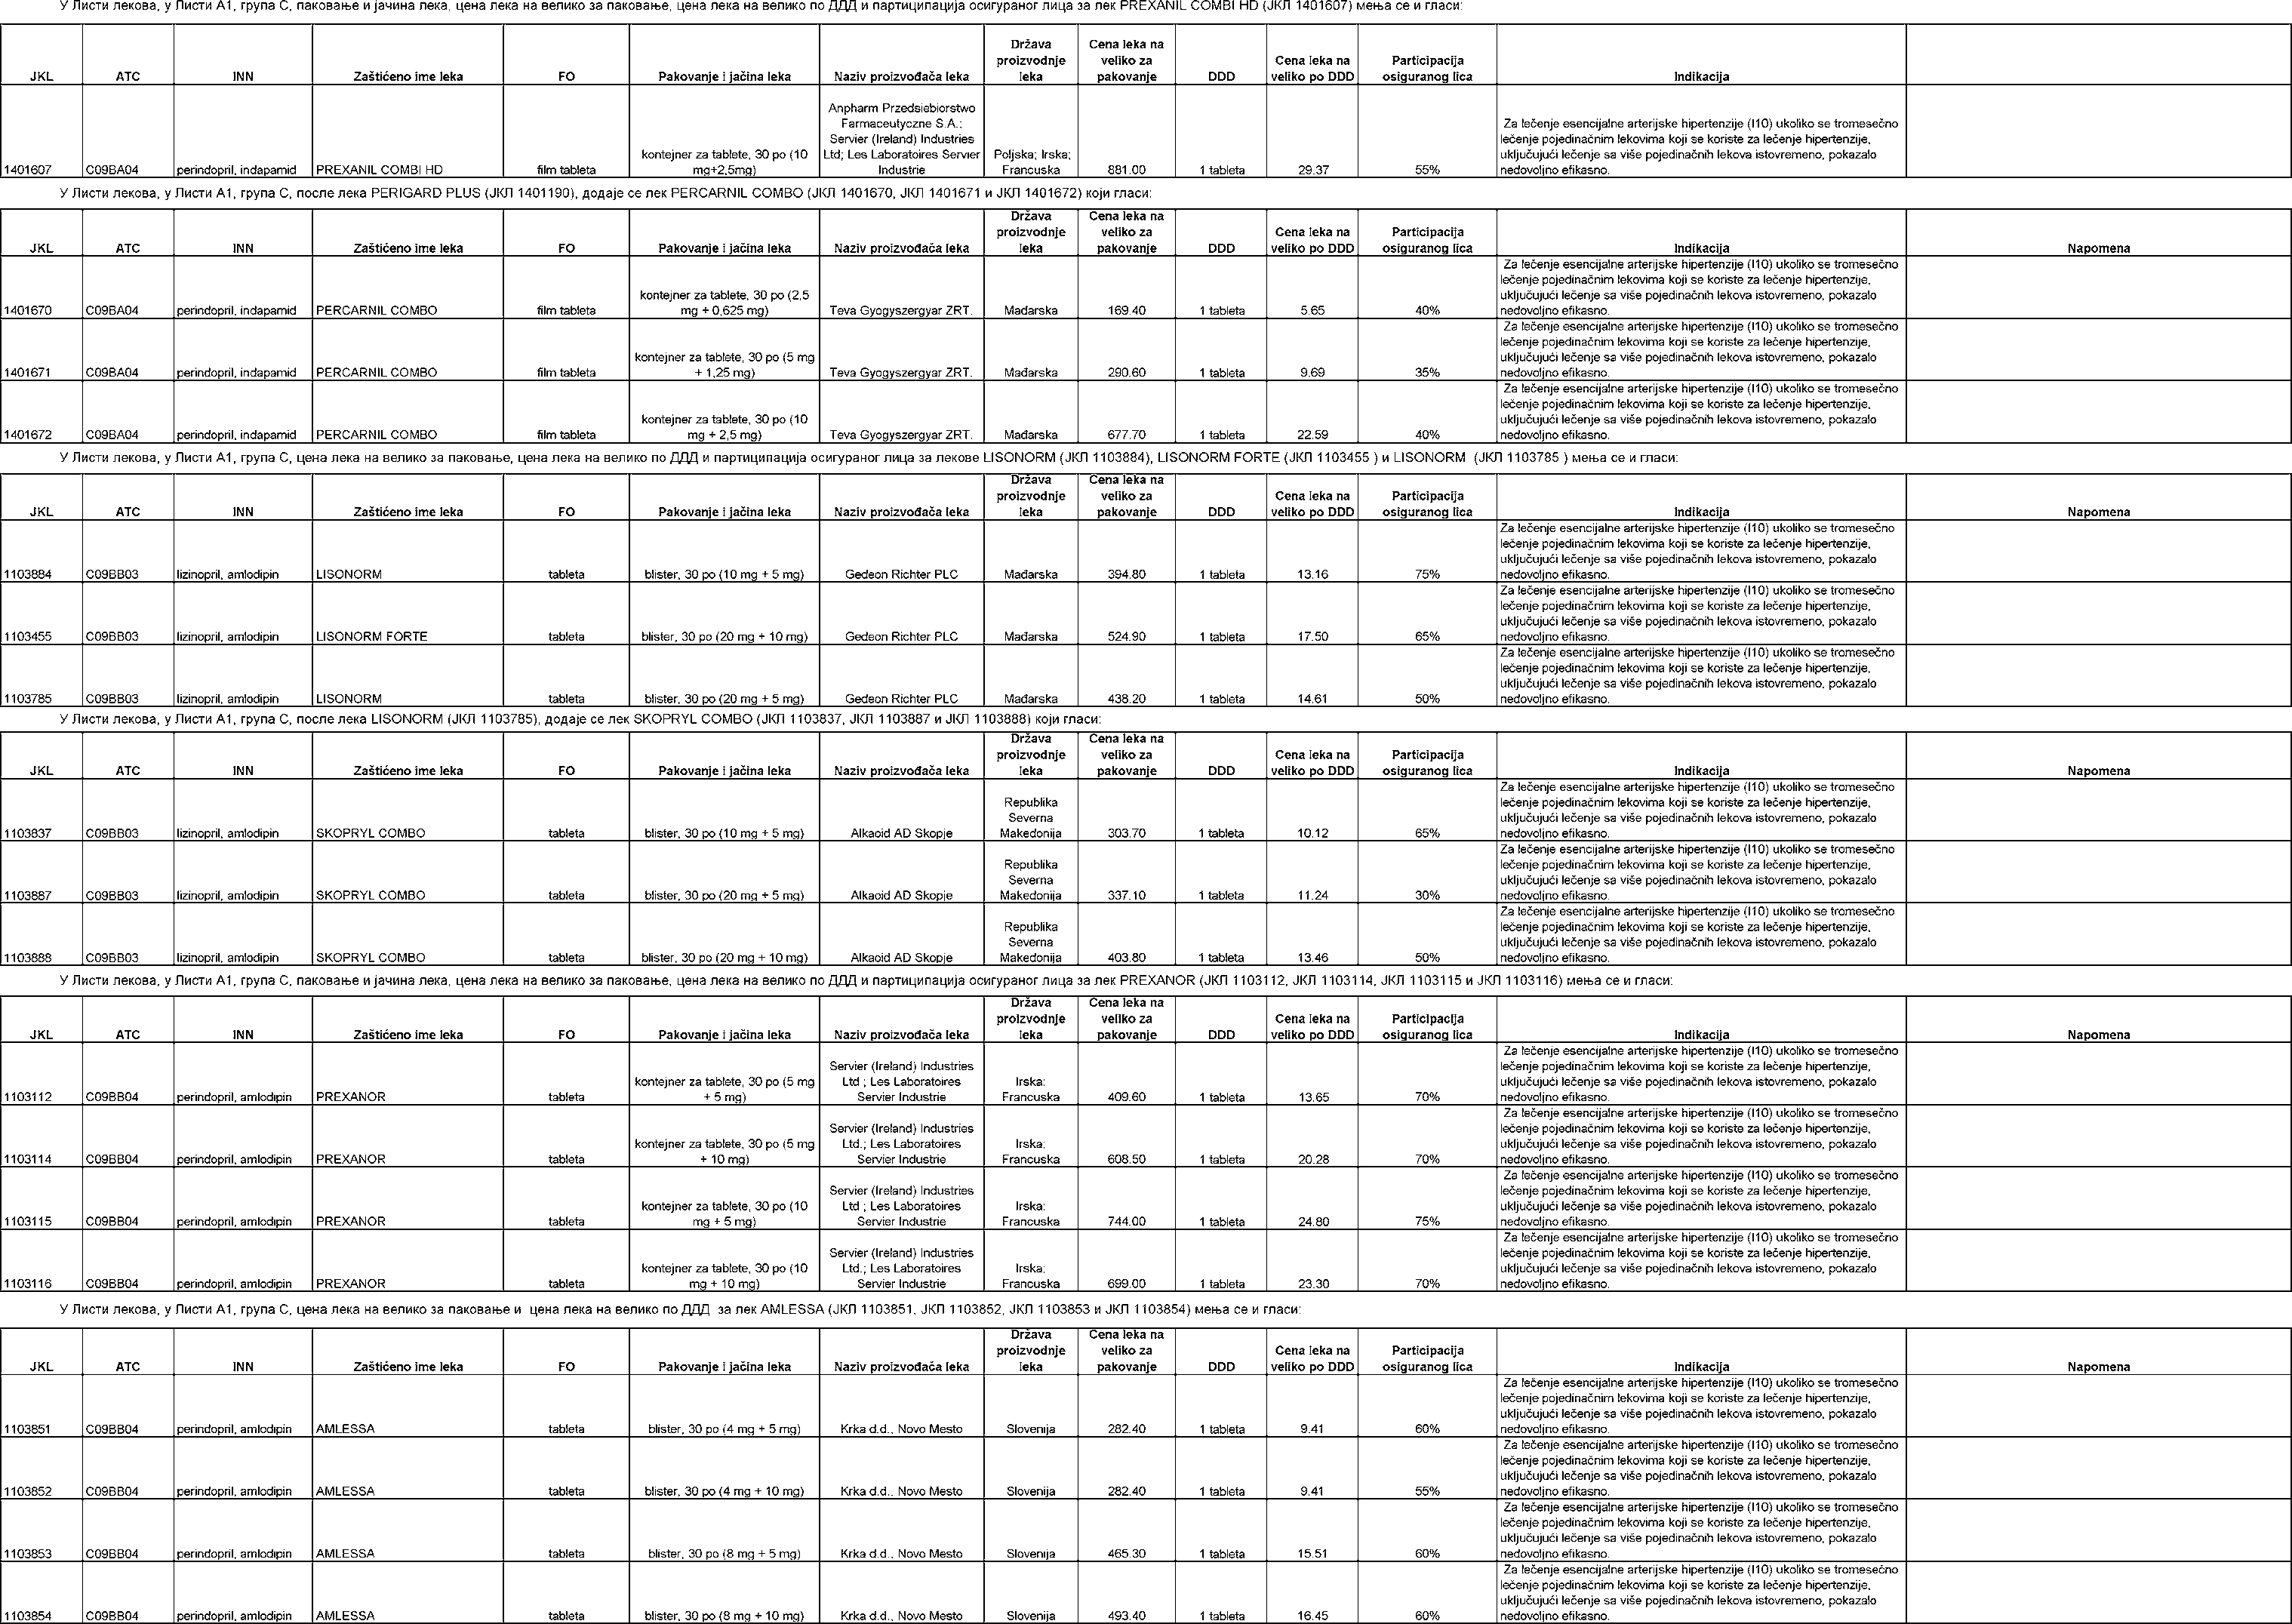 У Листи лекова, у Листи А1, група C, паковање и јачина лека, цена лека на велико за паковање, цена лека на велико по ДДД и партиципација осигураног лица за лек PREXANIL COMBI HD (ЈКЛ 1401607) мења се и гласи:
JKL ATC INN Zaštićeno ime leka FO Pakovanje i jačina leka Naziv proizvođača leka Država proizvodnje leka Cena leka na veliko za pakovanje DDD Cena leka na veliko po DDD Participacija osiguranog lica Indikacija
1401607 C09BA04 perindopril, indapamid PREXANIL COMBI HD film tableta kontejner za tablete, 30 po (10 mg+2,5mg) Anpharm Przedsiebiorstwo Farmaceutyczne S.A.; Servier (Ireland) Industries Ltd; Les Laboratoires Servier Industrie Poljska; Irska; Francuska 881.00 1 tableta 29.37 55% Za lečenje esencijalne arterijske hipertenzije (I10) ukoliko se tromesečno lečenje pojedinačnim lekovima koji se koriste za lečenje hipertenzije, uključujući lečenje sa više pojedinačnih lekova istovremeno, pokazalo nedovoljno efikasno.
У Листи лекова, у Листи А1, група C, после лека PERIGARD PLUS (ЈКЛ 1401190), додаје се лек PERCARNIL COMBO (ЈКЛ 1401670, ЈКЛ 1401671 и ЈКЛ 1401672) који гласи:
JKL ATC INN Zaštićeno ime leka FO Pakovanje i jačina leka Naziv proizvođača leka Država proizvodnje leka Cena leka na veliko za pakovanje DDD Cena leka na veliko po DDD Participacija osiguranog lica Indikacija Napomena
1401670 C09BA04 perindopril, indapamid PERCARNIL COMBO film tableta kontejner za tablete, 30 po (2,5 mg + 0,625 mg) Teva Gyogyszergyar ZRT. Mađarska 169.40 1 tableta 5.65 40% Za lečenje esencijalne arterijske hipertenzije (I10) ukoliko se tromesečno lečenje pojedinačnim lekovima koji se koriste za lečenje hipertenzije, uključujući lečenje sa više pojedinačnih lekova istovremeno, pokazalo nedovoljno efikasno.
1401671 C09BA04 perindopril, indapamid PERCARNIL COMBO film tableta kontejner za tablete, 30 po (5 mg + 1,25 mg) Teva Gyogyszergyar ZRT. Mađarska 290.60 1 tableta 9.69 35% Za lečenje esencijalne arterijske hipertenzije (I10) ukoliko se tromesečno lečenje pojedinačnim lekovima koji se koriste za lečenje hipertenzije, uključujući lečenje sa više pojedinačnih lekova istovremeno, pokazalo nedovoljno efikasno.
1401672 C09BA04 perindopril, indapamid PERCARNIL COMBO film tableta kontejner za tablete, 30 po (10 mg + 2,5 mg) Teva Gyogyszergyar ZRT. Mađarska 677.70 1 tableta 22.59 40% Za lečenje esencijalne arterijske hipertenzije (I10) ukoliko se tromesečno lečenje pojedinačnim lekovima koji se koriste za lečenje hipertenzije, uključujući lečenje sa više pojedinačnih lekova istovremeno, pokazalo nedovoljno efikasno.
У Листи лекова, у Листи А1, група C, цена лека на велико за паковање, цена лека на велико по ДДД и партиципација осигураног лица за лекове LISONORM (ЈКЛ 1103884), LISONORM FORTE (ЈКЛ 1103455 ) и LISONORM (ЈКЛ 1103785 ) мења се и гласи:
JKL ATC INN Zaštićeno ime leka FO Pakovanje i jačina leka Naziv proizvođača leka Država proizvodnje leka Cena leka na veliko za pakovanje DDD Cena leka na veliko po DDD Participacija osiguranog lica Indikacija Napomena
1103884 C09BB03 lizinopril, amlodipin LISONORM tableta blister, 30 po (10 mg + 5 mg) Gedeon Richter PLC Mađarska 394.80 1 tableta 13.16 75% Za lečenje esencijalne arterijske hipertenzije (I10) ukoliko se tromesečno lečenje pojedinačnim lekovima koji se koriste za lečenje hipertenzije, uključujući lečenje sa više pojedinačnih lekova istovremeno, pokazalo nedovoljno efikasno.
1103455 C09BB03 lizinopril, amlodipin LISONORM FORTE tableta blister, 30 po (20 mg + 10 mg) Gedeon Richter PLC Mađarska 524.90 1 tableta 17.50 65% Za lečenje esencijalne arterijske hipertenzije (I10) ukoliko se tromesečno lečenje pojedinačnim lekovima koji se koriste za lečenje hipertenzije, uključujući lečenje sa više pojedinačnih lekova istovremeno, pokazalo nedovoljno efikasno.
1103785 C09BB03 lizinopril, amlodipin LISONORM tableta blister, 30 po (20 mg + 5 mg) Gedeon Richter PLC Mađarska 438.20 1 tableta 14.61 50% Za lečenje esencijalne arterijske hipertenzije (I10) ukoliko se tromesečno lečenje pojedinačnim lekovima koji se koriste za lečenje hipertenzije, uključujući lečenje sa više pojedinačnih lekova istovremeno, pokazalo nedovoljno efikasno.
У Листи лекова, у Листи А1, група C, после лека LISONORM (ЈКЛ 1103785), додаје се лек SKOPRYL COMBO (ЈКЛ 1103837, ЈКЛ 1103887 и ЈКЛ 1103888) који гласи:
JKL ATC INN Zaštićeno ime leka FO Pakovanje i jačina leka Naziv proizvođača leka Država proizvodnje leka Cena leka na veliko za pakovanje DDD Cena leka na veliko po DDD Participacija osiguranog lica Indikacija Napomena
1103837 C09BB03 lizinopril, amlodipin SKOPRYL COMBO tableta blister, 30 po (10 mg + 5 mg) Alkaoid AD Skopje Republika Severna Makedonija 303.70 1 tableta 10.12 65% Za lečenje esencijalne arterijske hipertenzije (I10) ukoliko se tromesečno lečenje pojedinačnim lekovima koji se koriste za lečenje hipertenzije, uključujući lečenje sa više pojedinačnih lekova istovremeno, pokazalo nedovoljno efikasno.
1103887 C09BB03 lizinopril, amlodipin SKOPRYL COMBO tableta blister, 30 po (20 mg + 5 mg) Alkaoid AD Skopje Republika Severna Makedonija 337.10 1 tableta 11.24 30% Za lečenje esencijalne arterijske hipertenzije (I10) ukoliko se tromesečno lečenje pojedinačnim lekovima koji se koriste za lečenje hipertenzije, uključujući lečenje sa više pojedinačnih lekova istovremeno, pokazalo nedovoljno efikasno.
1103888 C09BB03 lizinopril, amlodipin SKOPRYL COMBO tableta blister, 30 po (20 mg + 10 mg) Alkaoid AD Skopje Republika Severna Makedonija 403.80 1 tableta 13.46 50% Za lečenje esencijalne arterijske hipertenzije (I10) ukoliko se tromesečno lečenje pojedinačnim lekovima koji se koriste za lečenje hipertenzije, uključujući lečenje sa više pojedinačnih lekova istovremeno, pokazalo nedovoljno efikasno.
У Листи лекова, у Листи А1, група C, паковање и јачина лека, цена лека на велико за паковање, цена лека на велико по ДДД и партиципација осигураног лица за лек PREXANOR (ЈКЛ 1103112, ЈКЛ 1103114, ЈКЛ 1103115 и ЈКЛ 1103116) мења се и гласи:
JKL ATC INN Zaštićeno ime leka FO Pakovanje i jačina leka Naziv proizvođača leka Država proizvodnje leka Cena leka na veliko za pakovanje DDD Cena leka na veliko po DDD Participacija osiguranog lica Indikacija Napomena
1103112 C09BB04 perindopril, amlodipin PREXANOR tableta kontejner za tablete, 30 po (5 mg + 5 mg) Servier (Ireland) Industries Ltd ; Les Laboratoires Servier Industrie Irska; Francuska 409.60 1 tableta 13.65 70% Za lečenje esencijalne arterijske hipertenzije (I10) ukoliko se tromesečno lečenje pojedinačnim lekovima koji se koriste za lečenje hipertenzije, uključujući lečenje sa više pojedinačnih lekova istovremeno, pokazalo nedovoljno efikasno.
1103114 C09BB04 perindopril, amlodipin PREXANOR tableta kontejner za tablete, 30 po (5 mg + 10 mg) Servier (Ireland) Industries Ltd.; Les Laboratoires Servier Industrie Irska; Francuska 608.50 1 tableta 20.28 70% Za lečenje esencijalne arterijske hipertenzije (I10) ukoliko se tromesečno lečenje pojedinačnim lekovima koji se koriste za lečenje hipertenzije, uključujući lečenje sa više pojedinačnih lekova istovremeno, pokazalo nedovoljno efikasno.
1103115 C09BB04 perindopril, amlodipin PREXANOR tableta kontejner za tablete, 30 po (10 mg + 5 mg) Servier (Ireland) Industries Ltd ; Les Laboratoires Servier Industrie Irska; Francuska 744.00 1 tableta 24.80 75% Za lečenje esencijalne arterijske hipertenzije (I10) ukoliko se tromesečno lečenje pojedinačnim lekovima koji se koriste za lečenje hipertenzije, uključujući lečenje sa više pojedinačnih lekova istovremeno, pokazalo nedovoljno efikasno.
1103116 C09BB04 perindopril, amlodipin PREXANOR tableta kontejner za tablete, 30 po (10 mg + 10 mg) Servier (Ireland) Industries Ltd.; Les Laboratoires Servier Industrie Irska; Francuska 699.00 1 tableta 23.30 70% Za lečenje esencijalne arterijske hipertenzije (I10) ukoliko se tromesečno lečenje pojedinačnim lekovima koji se koriste za lečenje hipertenzije, uključujući lečenje sa više pojedinačnih lekova istovremeno, pokazalo nedovoljno efikasno.
У Листи лекова, у Листи А1, група C, цена лека на велико за паковање и цена лека на велико по ДДД за лек AMLESSA (ЈКЛ 1103851, ЈКЛ 1103852, ЈКЛ 1103853 и ЈКЛ 1103854) мења се и гласи:
JKL ATC INN Zaštićeno ime leka FO Pakovanje i jačina leka Naziv proizvođača leka Država proizvodnje leka Cena leka na veliko za pakovanje DDD Cena leka na veliko po DDD Participacija osiguranog lica Indikacija Napomena
1103851 C09BB04 perindopril, amlodipin AMLESSA tableta blister, 30 po (4 mg + 5 mg) Krka d.d., Novo Mesto Slovenija 282.40 1 tableta 9.41 60% Za lečenje esencijalne arterijske hipertenzije (I10) ukoliko se tromesečno lečenje pojedinačnim lekovima koji se koriste za lečenje hipertenzije, uključujući lečenje sa više pojedinačnih lekova istovremeno, pokazalo nedovoljno efikasno.
1103852 C09BB04 perindopril, amlodipin AMLESSA tableta blister, 30 po (4 mg + 10 mg) Krka d.d., Novo Mesto Slovenija 282.40 1 tableta 9.41 55% Za lečenje esencijalne arterijske hipertenzije (I10) ukoliko se tromesečno lečenje pojedinačnim lekovima koji se koriste za lečenje hipertenzije, uključujući lečenje sa više pojedinačnih lekova istovremeno, pokazalo nedovoljno efikasno.
1103853 C09BB04 perindopril, amlodipin AMLESSA tableta blister, 30 po (8 mg + 5 mg) Krka d.d., Novo Mesto Slovenija 465.30 1 tableta 15.51 60% Za lečenje esencijalne arterijske hipertenzije (I10) ukoliko se tromesečno lečenje pojedinačnim lekovima koji se koriste za lečenje hipertenzije, uključujući lečenje sa više pojedinačnih lekova istovremeno, pokazalo nedovoljno efikasno.
1103854 C09BB04 perindopril, amlodipin AMLESSA tableta blister, 30 po (8 mg + 10 mg) Krka d.d., Novo Mesto Slovenija 493.40 1 tableta 16.45 60% Za lečenje esencijalne arterijske hipertenzije (I10) ukoliko se tromesečno lečenje pojedinačnim lekovima koji se koriste za lečenje hipertenzije, uključujući lečenje sa više pojedinačnih lekova istovremeno, pokazalo nedovoljno efikasno.